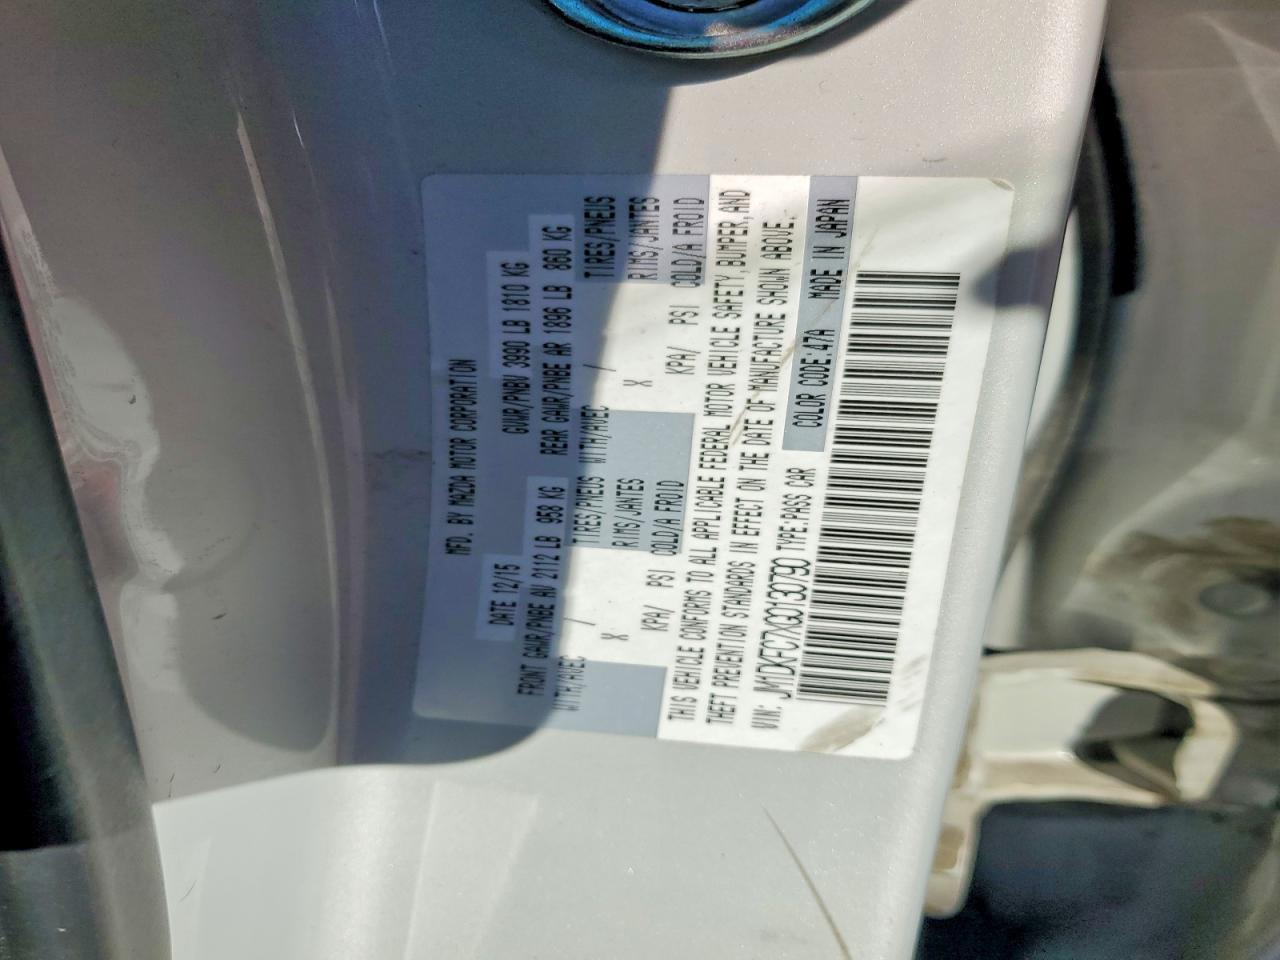 MFD. BY MAZDA MOTOR CORPORATION
DATE 12/15 GVWR/PNBV 3990 LB 1810 KG
FRONT GAWR/PNBE AV 2112 LB 958 KG REAR GAWR/PNBE AR 1896 LB 860 KG
WITH/AVEC / TIRES/PNEUS WITH/AVEC / TIRES/PNEUS
X RIMS/JANTES X RIMS/JANTES
KPA/ PSI COLD/A FROID KPA/ PSI COLD/A FROID
THIS VEHICLE CONFORMS TO ALL APPLICABLE FEDERAL MOTOR VEHICLE SAFETY, BUMPER, AND
THEFT PREVENTION STANDARDS IN EFFECT ON THE DATE OF MANUFACTURE SHOWN ABOVE.
VIN: JM1DKFC7XG0130790 TYPE:PASS CAR COLOR CODE:47A MADE IN JAPAN